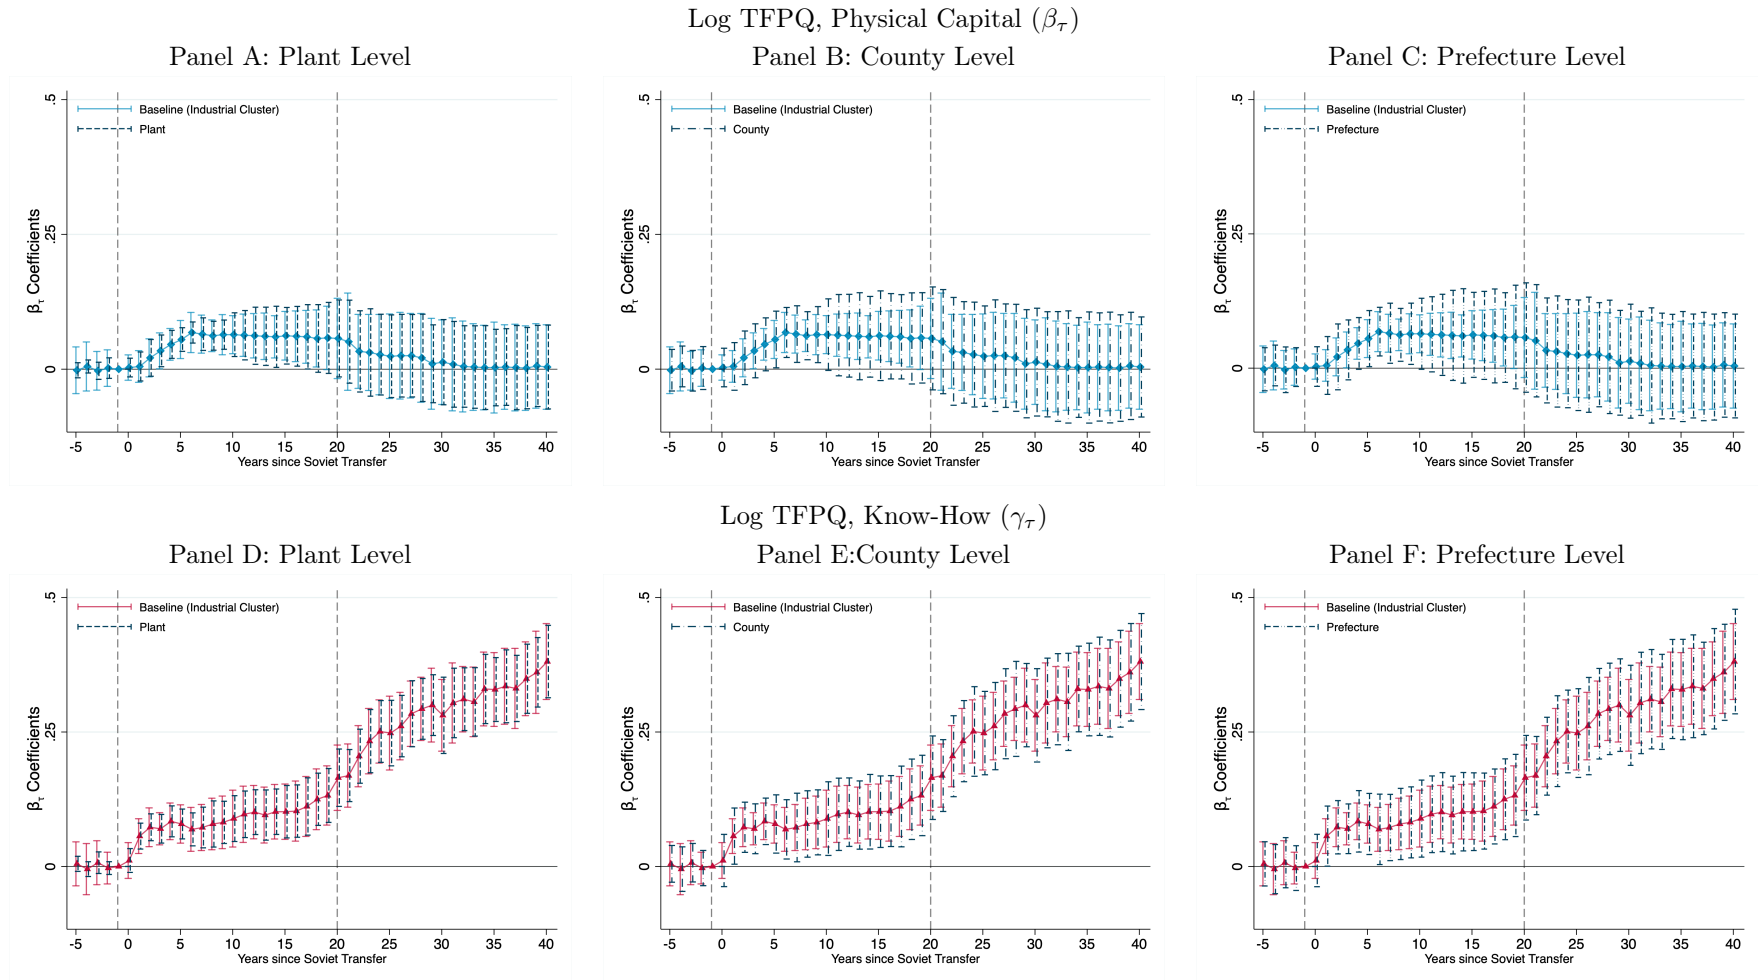 Log TFPQ, Physical Capital (βτ)
Panel A: Plant Level
Panel B: County Level
Panel C: Prefecture Level
.5
.25
0
βτ Coefficients
Baseline (Industrial Cluster)
Plant
-5 0 5 10 15 20 25 30 35 40
Years since Soviet Transfer
.5
.25
0
βτ Coefficients
Baseline (Industrial Cluster)
County
-5 0 5 10 15 20 25 30 35 40
Years since Soviet Transfer
.5
.25
0
βτ Coefficients
Baseline (Industrial Cluster)
Prefecture
-5 0 5 10 15 20 25 30 35 40
Years since Soviet Transfer
Log TFPQ, Know-How (γτ)
Panel D: Plant Level
Panel E:County Level
Panel F: Prefecture Level
.5
.25
0
βτ Coefficients
Baseline (Industrial Cluster)
Plant
-5 0 5 10 15 20 25 30 35 40
Years since Soviet Transfer
.5
.25
0
βτ Coefficients
Baseline (Industrial Cluster)
County
-5 0 5 10 15 20 25 30 35 40
Years since Soviet Transfer
.5
.25
0
βτ Coefficients
Baseline (Industrial Cluster)
Prefecture
-5 0 5 10 15 20 25 30 35 40
Years since Soviet Transfer